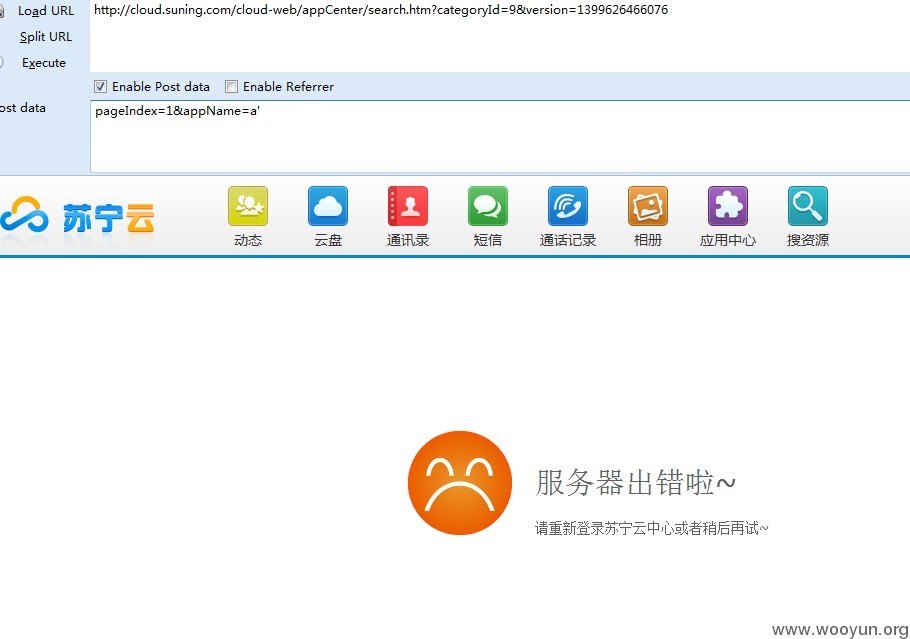 Load URL
http://cloud.suning.com/cloud-web/appCenter/search.htm?categoryId=9&version=1399626466076
Split URL
Execute
Enable Post data Enable Referrer
ost data
pageIndex=1&appName=a'
苏宁云
动态 云盘 通讯录 短信 通话记录 相册 应用中心 搜资源
服务器出错啦~
请重新登录苏宁云中心或者稍后再试~
www.wooyun.org